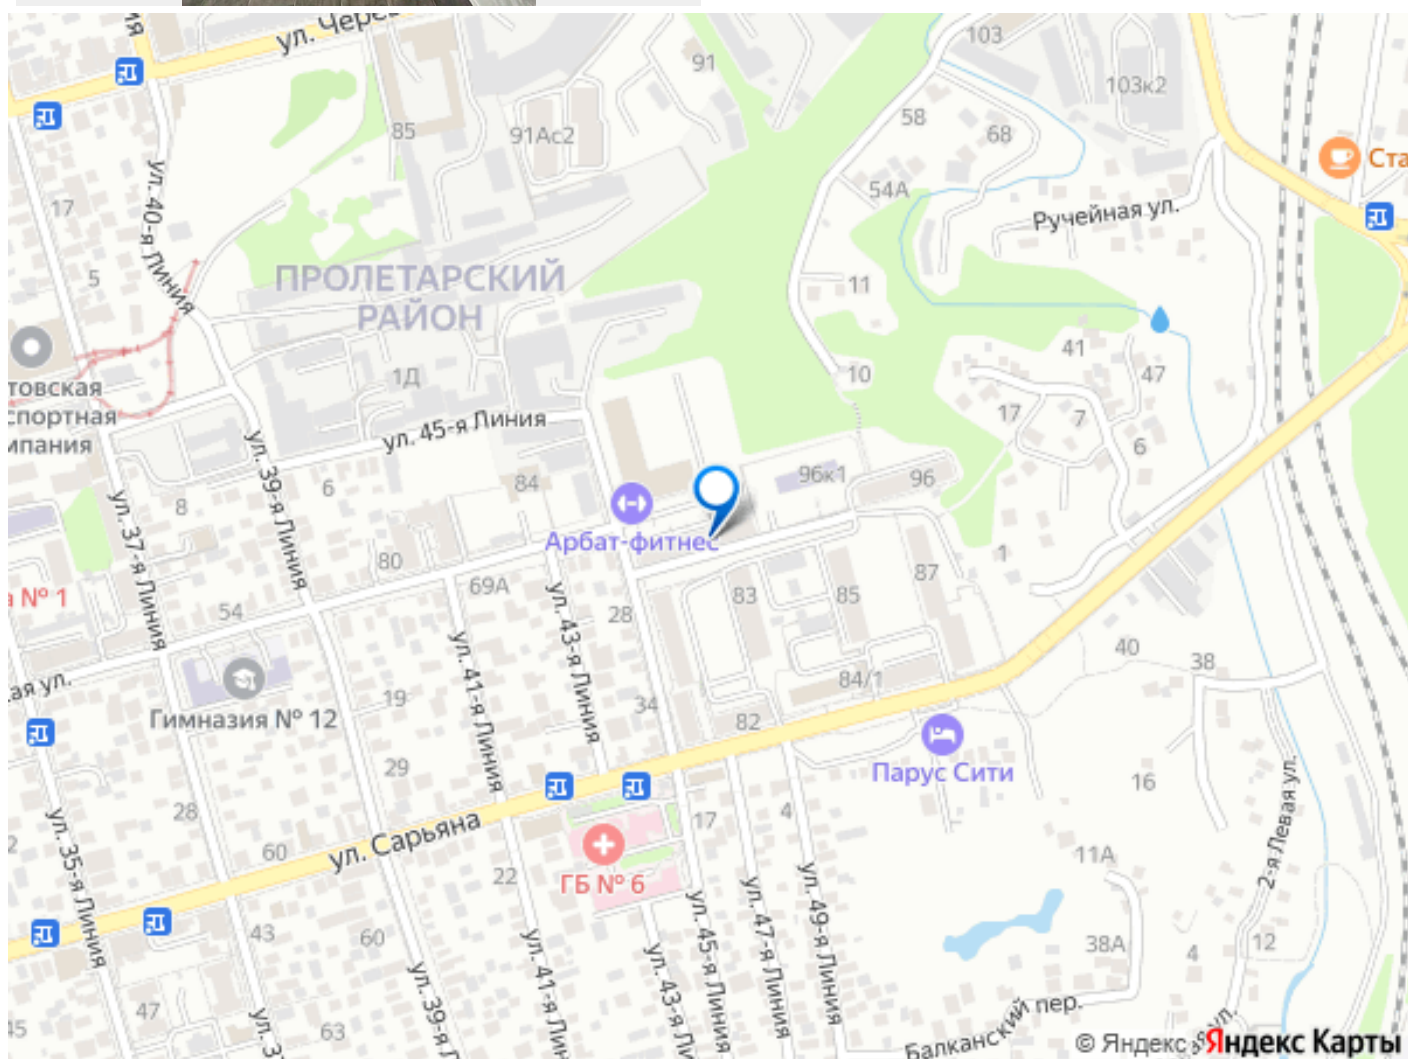 ул. Черев
103
91
103к2
85
91Ас2
58
68
54А
Ста
ул. 40-я Линия
17
5
Ручейная ул.
ПРОЛЕТАРСКИЙ
РАЙОН
11
41
47
товская
спортная
мпания
1Д
10
17
7
6
ул. 45-я Линия
ул. 39-я Линия
8
6
84
96к1
96
Арбат-фитнес
ул. 37-я Линия
80
69А
1
87
83
85
а № 1
54
28
ул. 43-я Линия
ул. 41-я Линия
40
38
ая ул.
Гимназия № 12
19
34
84/1
82
Парус Сити
29
16
28
4
17
2-я Левая ул.
ул. 35-я Линия
60
ул. Сарьяна
22
ГБ № 6
11А
43
60
38А
4
12
ул. 41-я Лин
ул. 43-я Л
ул. 45-я Линия
ул. 47-я Линия
ул. 49-я Линия
ул. 39-я Л
47
45
63
Балканский пер.
© Яндекс
Яндекс Карты